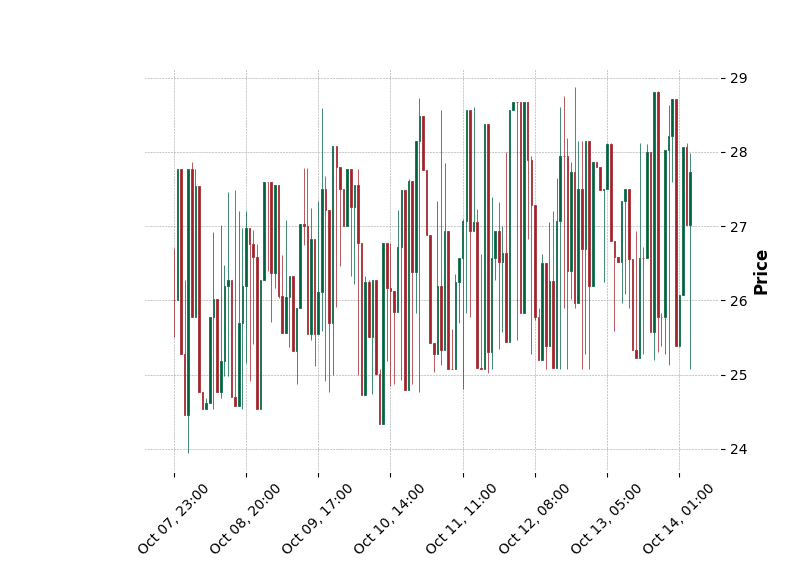 29
28
27
26
25
24
Price
Oct 07, 23:00
Oct 08, 20:00
Oct 09, 17:00
Oct 10, 14:00
Oct 11, 11:00
Oct 12, 08:00
Oct 13, 05:00
Oct 14, 01:00